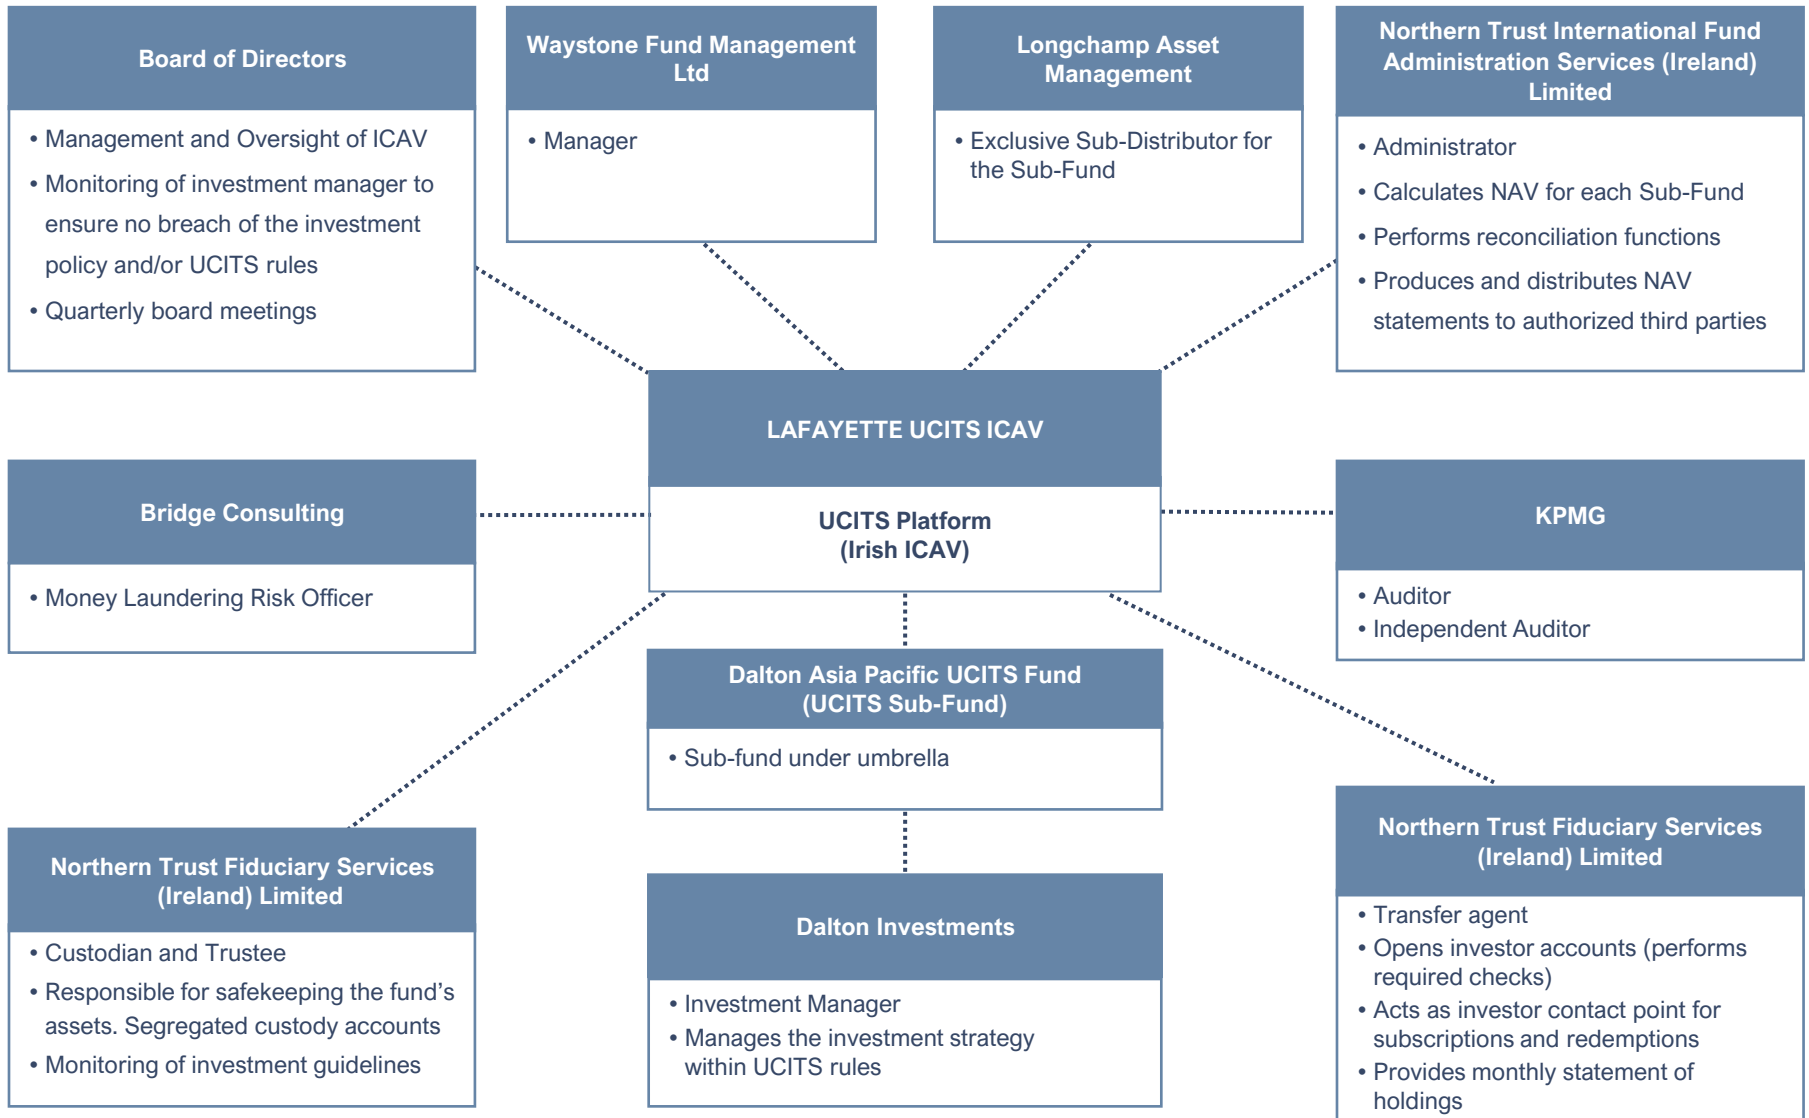 Board of Directors
• Management and Oversight of ICAV
• Monitoring of investment manager to
ensure no breach of the investment
policy and/or UCITS rules
• Quarterly board meetings
Waystone Fund Management
Ltd
• Manager
Longchamp Asset
Management
• Exclusive Sub-Distributor for
the Sub-Fund
Northern Trust International Fund
Administration Services (Ireland)
Limited
• Administrator
• Calculates NAV for each Sub-Fund
• Performs reconciliation functions
• Produces and distributes NAV
statements to authorized third parties
LAFAYETTE UCITS ICAV
UCITS Platform
(Irish ICAV)
Bridge Consulting
• Money Laundering Risk Officer
KPMG
• Auditor
• Independent Auditor
Dalton Asia Pacific UCITS Fund
(UCITS Sub-Fund)
• Sub-fund under umbrella
Northern Trust Fiduciary Services
(Ireland) Limited
• Custodian and Trustee
• Responsible for safekeeping the fund’s
assets. Segregated custody accounts
• Monitoring of investment guidelines
Dalton Investments
• Investment Manager
• Manages the investment strategy
within UCITS rules
Northern Trust Fiduciary Services
(Ireland) Limited
• Transfer agent
• Opens investor accounts (performs
required checks)
• Acts as investor contact point for
subscriptions and redemptions
• Provides monthly statement of
holdings